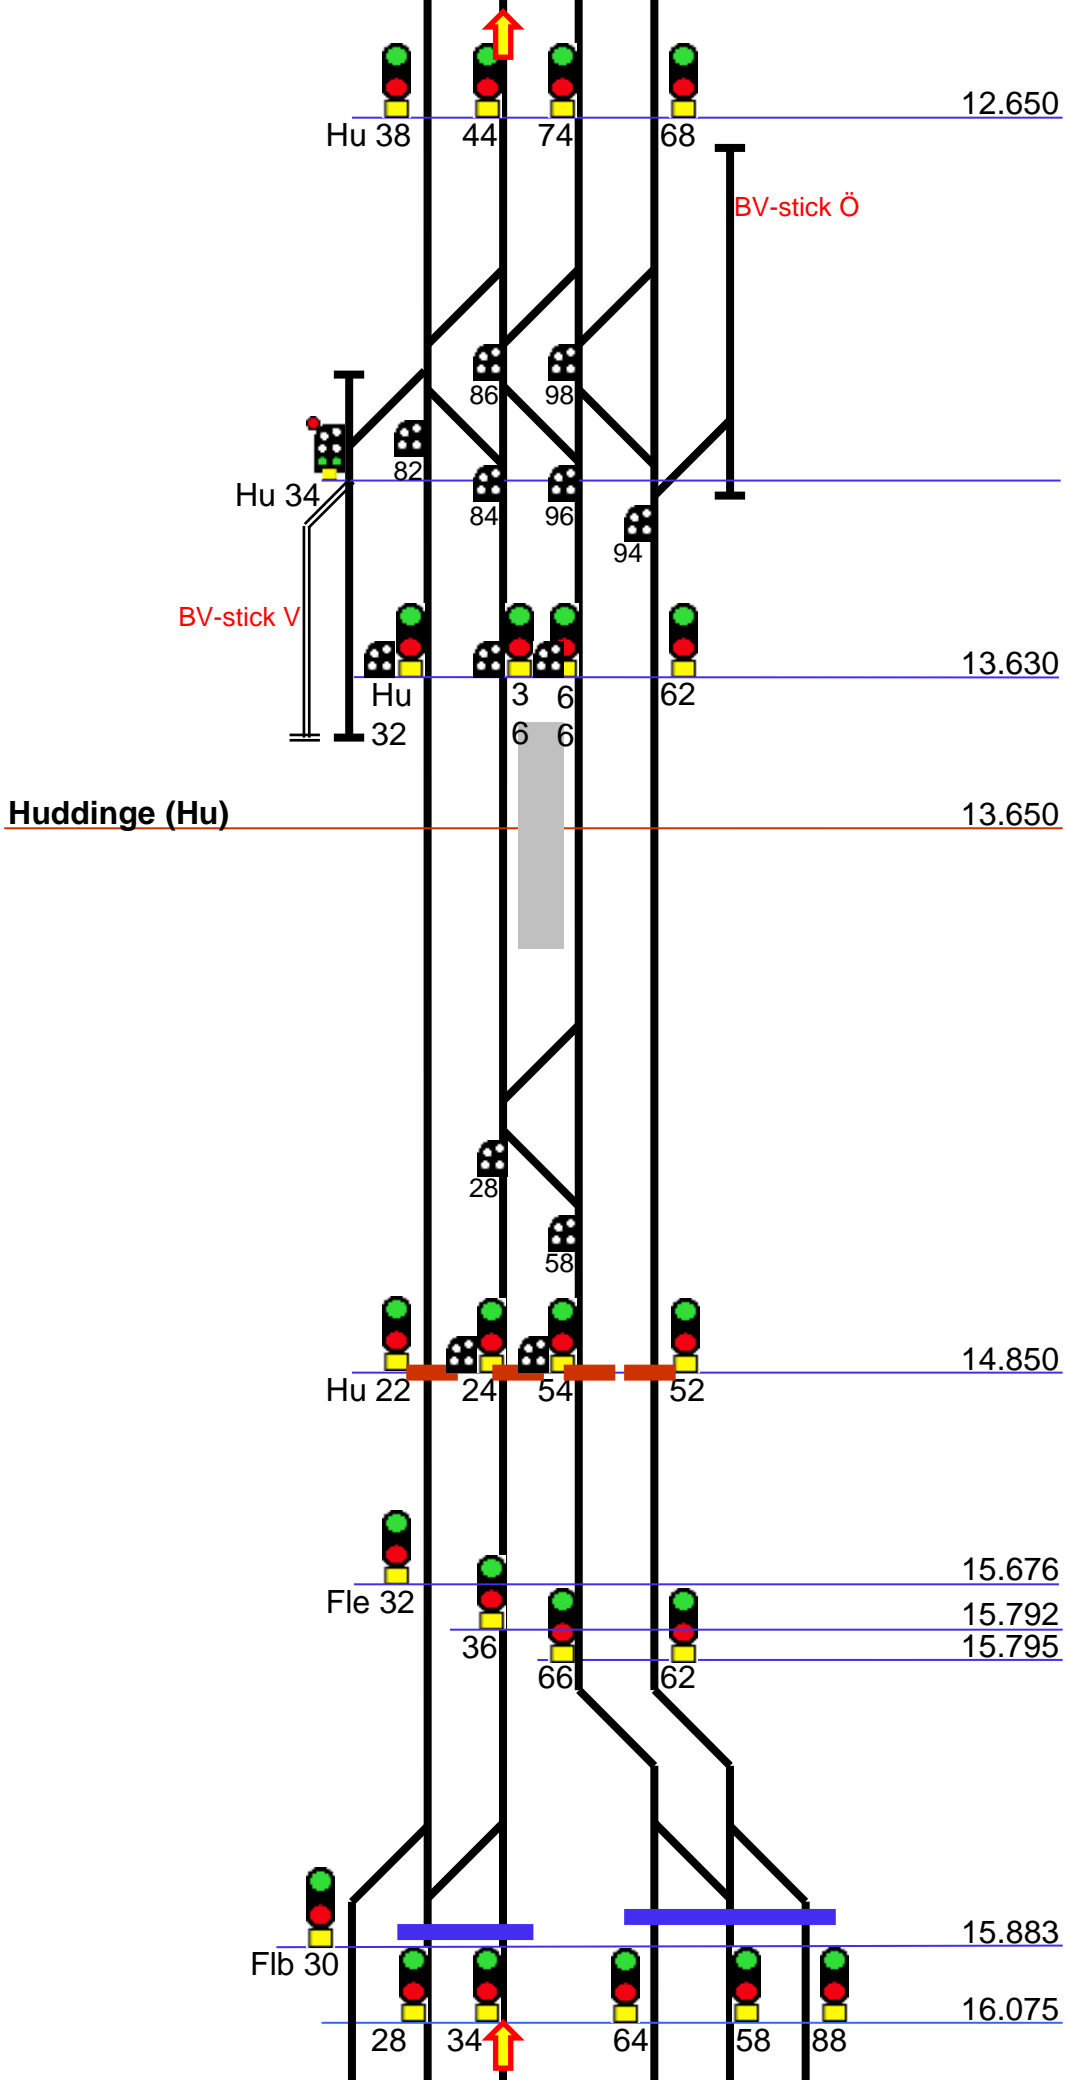 12.650
Hu 38 44 74 68
BV-stick Ö
86 98
82
Hu 34
84 96
94
BV-stick V
13.630
Hu 3 6 62
32 6 6
Huddinge (Hu) 13.650
28
58
14.850
Hu 22 24 54 52
15.676
Fle 32
15.792
36
15.795
66 62
15.883
Flb 30
16.075
28 34 64 58 88